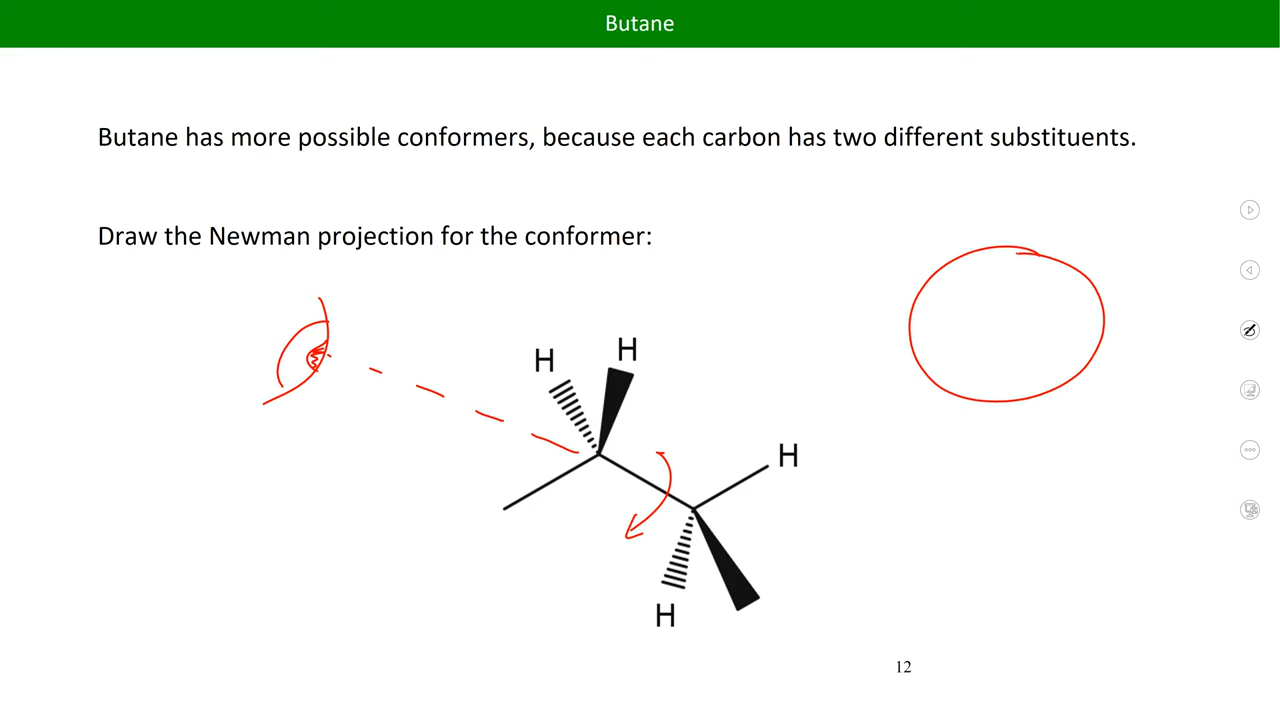 Butane
Butane has more possible conformers, because each carbon has two different substituents.
Draw the Newman projection for the conformer:
H H
H
H
12